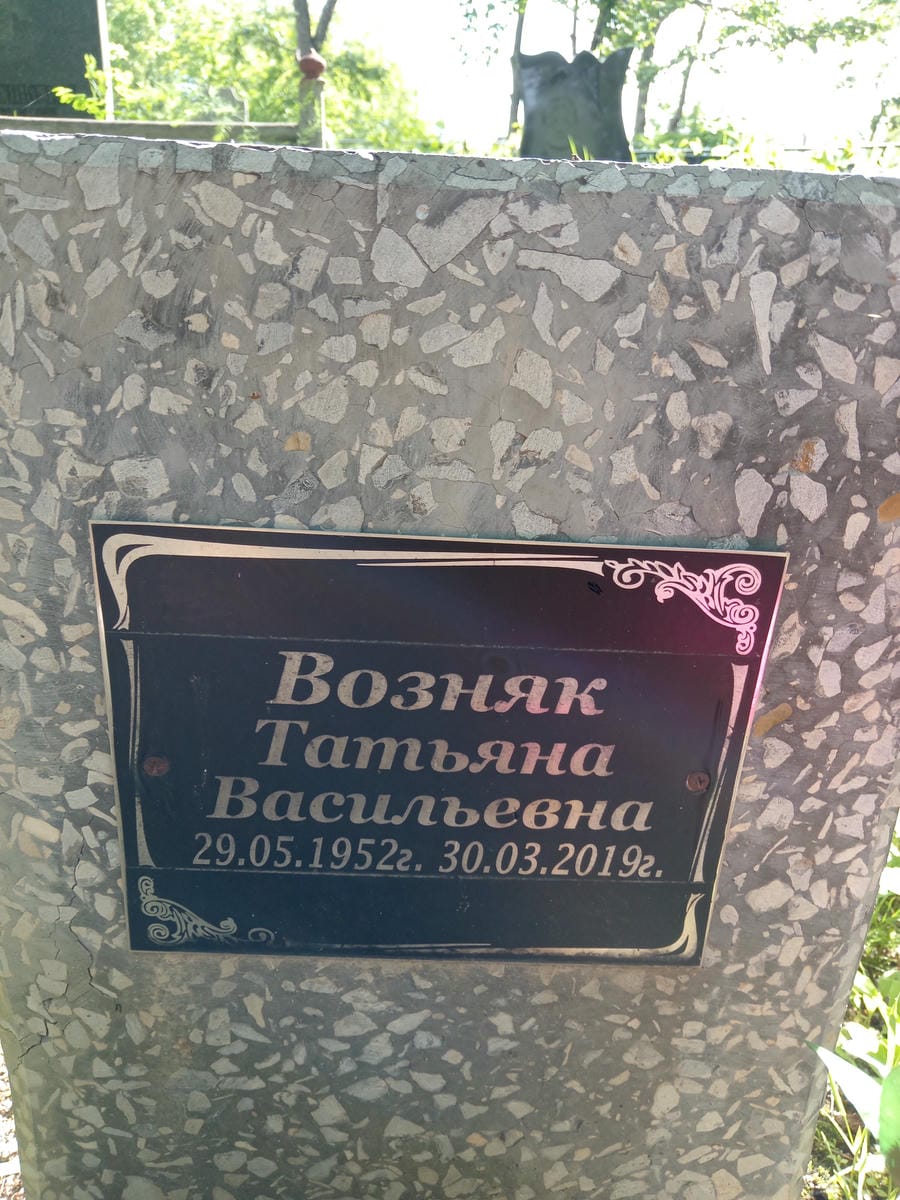 Возняк
Татьяна
Васильевна
29.05.1952г. 30.03.2019г.